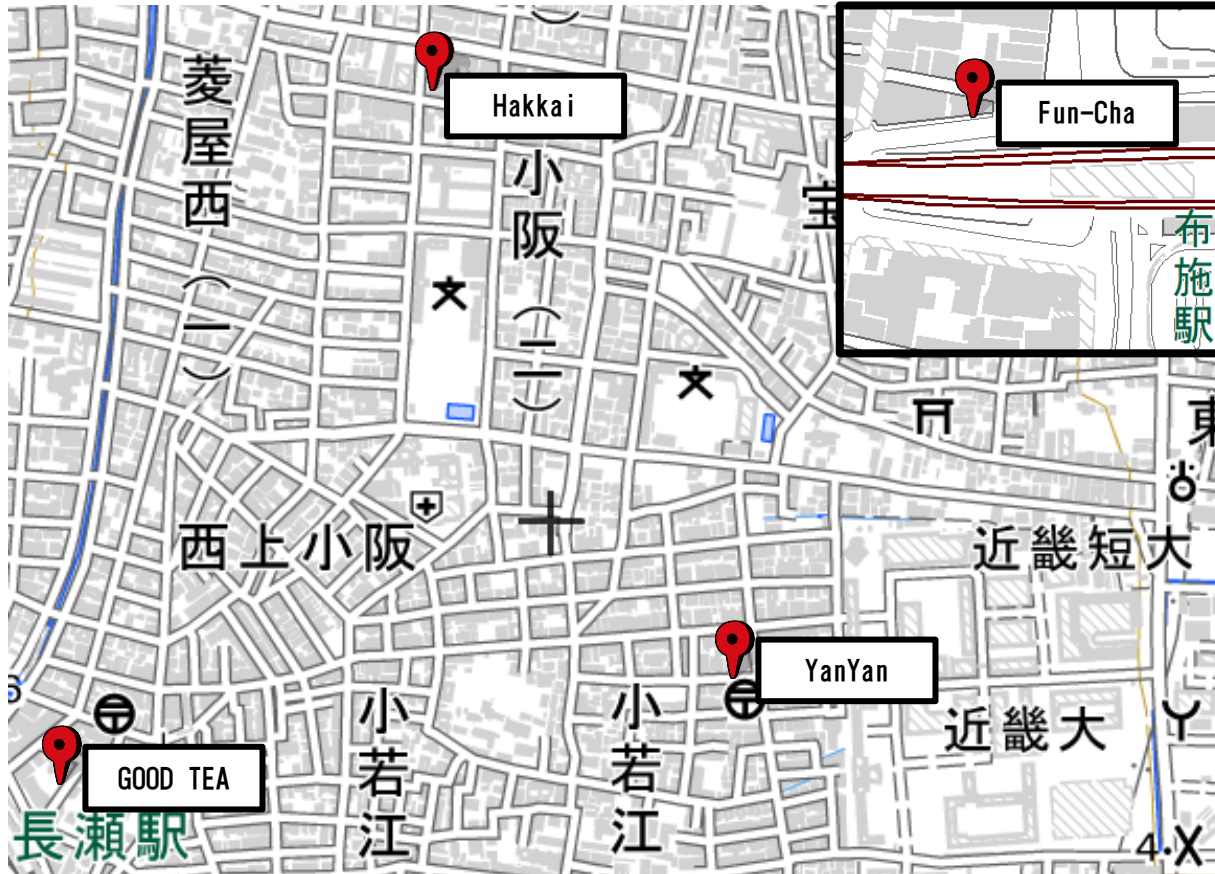 Hakkai
Fun-Cha
布施駅
菱屋西(一)
小阪(二)
宝
東
西上小阪
近畿短大
YanYan
GOOD TEA
小若江
小若江
近畿大
長瀬駅
4